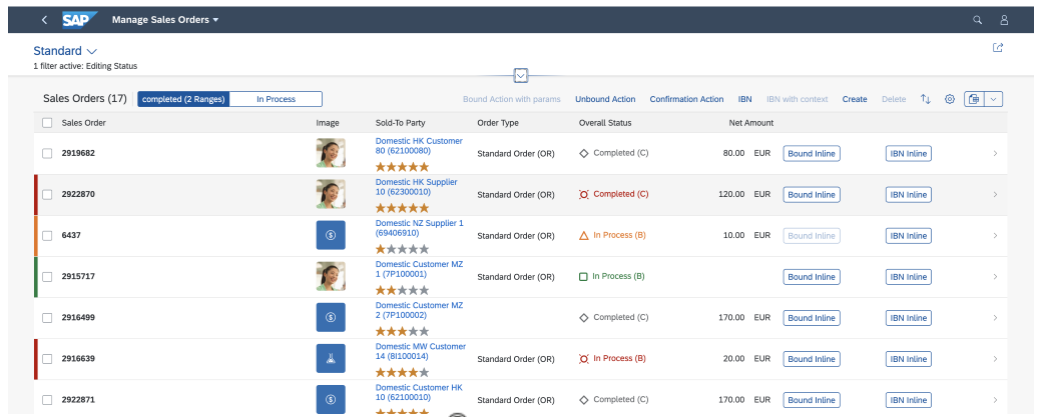 SAP Manage Sales Orders
Standard
1 filter active: Editing Status
Sales Orders (17) completed (2 Ranges) In Process Bound Action with params Unbound Action Confirmation Action IBN IBN with context Create Delete
Sales Order Image Sold-To Party Order Type Overall Status Net Amount
Domestic HK Customer
80 (62100080)
2919682 Standard Order (OR) Completed (C) 80.00 EUR Bound Inline IBN Inline
Domestic HK Supplier
10 (62300010)
2922870 Standard Order (OR) Completed (C) 120.00 EUR Bound Inline IBN Inline
Domestic NZ Supplier 1
(69406910)
6437 Standard Order (OR) In Process (B) 10.00 EUR Bound Inline IBN Inline
Domestic Customer MZ
1 (7P100001)
2915717 Standard Order (OR) In Process (B) Bound Inline IBN Inline
Domestic Customer MZ
2 (7P100002)
2916499 Completed (C) 170.00 EUR Bound Inline IBN Inline
Domestic MW Customer
14 (8I100014)
2916639 Standard Order (OR) In Process (B) 20.00 EUR Bound Inline IBN Inline
Domestic Customer HK
10 (62100010)
2922871 Standard Order (OR) Completed (C) 170.00 EUR Bound Inline IBN Inline